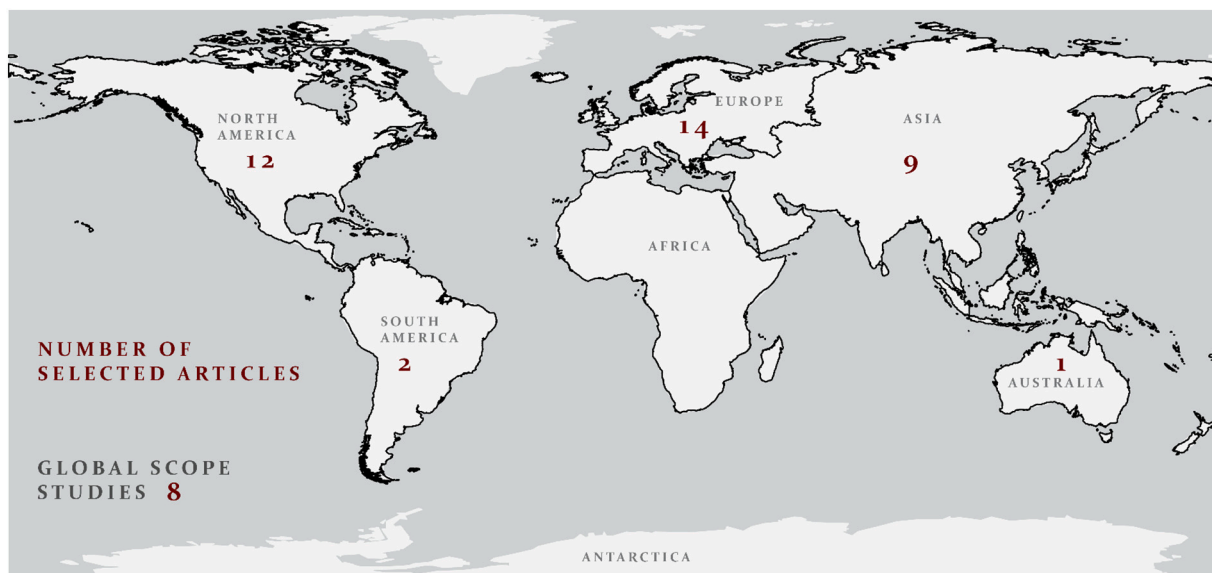 NORTH
AMERICA
12
EUROPE
14
ASIA
9
AFRICA
SOUTH
AMERICA
2
1
AUSTRALIA
NUMBER OF
SELECTED ARTICLES
GLOBAL SCOPE
STUDIES 8
ANTARCTICA